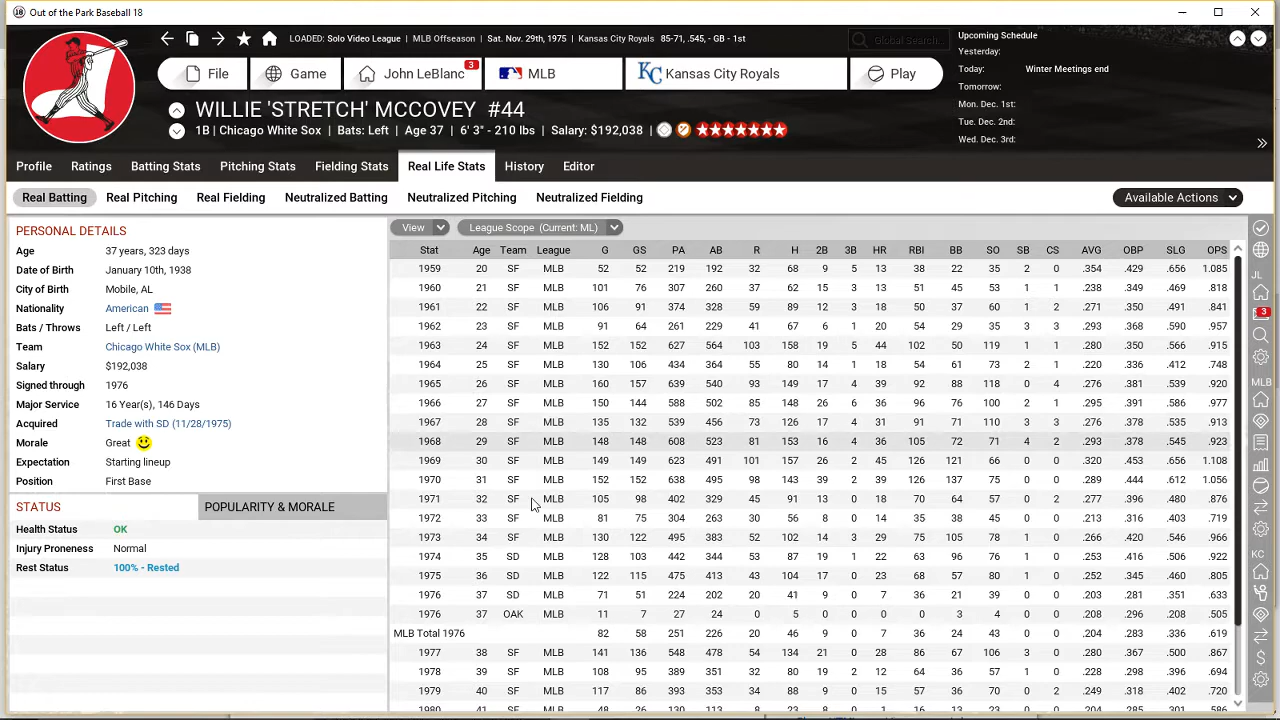 Out of the Park Baseball 18
LOADED: Solo Video League | MLB Offseason | Sat. Nov. 29th, 1975 | Kansas City Royals 85-71, .545, - GB - 1st
Global Search...
File Game John LeBlanc 3 MLB KC Kansas City Royals Play
Upcoming Schedule
Yesterday:
Today: Winter Meetings end
Tomorrow:
Mon. Dec. 1st:
Tue. Dec. 2nd:
Wed. Dec. 3rd:
WILLIE 'STRETCH' MCCOVEY #44
1B | Chicago White Sox | Bats: Left | Age 37 | 6' 3" - 210 lbs | Salary: $192,038 |
Profile Ratings Batting Stats Pitching Stats Fielding Stats Real Life Stats History Editor
Real Batting Real Pitching Real Fielding Neutralized Batting Neutralized Pitching Neutralized Fielding Available Actions
PERSONAL DETAILS
Age 37 years, 323 days
Date of Birth January 10th, 1938
City of Birth Mobile, AL
Nationality American
Bats / Throws Left / Left
Team Chicago White Sox (MLB)
Salary $192,038
Signed through 1976
Major Service 16 Year(s), 146 Days
Acquired Trade with SD (11/28/1975)
Morale Great
Expectation Starting lineup
Position First Base
STATUS POPULARITY & MORALE
Health Status OK
Injury Proneness Normal
Rest Status 100% - Rested
View League Scope (Current: ML)
Stat Age Team League G GS PA AB R H 2B 3B HR RBI BB SO SB CS AVG OBP SLG OPS
1959 20 SF MLB 52 52 219 192 32 68 9 5 13 38 22 35 2 0 .354 .429 .656 1.085
1960 21 SF MLB 101 76 307 260 37 62 15 3 13 51 45 53 1 1 .238 .349 .469 .818
1961 22 SF MLB 106 91 374 328 59 89 12 3 18 50 37 60 1 2 .271 .350 .491 .841
1962 23 SF MLB 91 64 261 229 41 67 6 1 20 54 29 35 3 3 .293 .368 .590 .957
1963 24 SF MLB 152 152 627 564 103 158 19 5 44 102 50 119 1 1 .280 .350 .566 .915
1964 25 SF MLB 130 106 434 364 55 80 14 1 18 54 61 73 2 1 .220 .336 .412 .748
1965 26 SF MLB 160 157 639 540 93 149 17 4 39 92 88 118 0 4 .276 .381 .539 .920
1966 27 SF MLB 150 144 588 502 85 148 26 6 36 96 76 100 2 1 .295 .391 .586 .977
1967 28 SF MLB 135 132 539 456 73 126 17 4 31 91 71 110 3 3 .276 .378 .535 .913
1968 29 SF MLB 148 148 608 523 81 153 16 4 36 105 72 71 4 2 .293 .378 .545 .923
1969 30 SF MLB 149 149 623 491 101 157 26 2 45 126 121 66 0 0 .320 .453 .656 1.108
1970 31 SF MLB 152 152 638 495 98 143 39 2 39 126 137 75 0 0 .289 .444 .612 1.056
1971 32 SF MLB 105 98 402 329 45 91 13 0 18 70 64 57 0 2 .277 .396 .480 .876
1972 33 SF MLB 81 75 304 263 30 56 8 0 14 35 38 45 0 0 .213 .316 .403 .719
1973 34 SF MLB 130 122 495 383 52 102 14 3 29 75 105 78 1 0 .266 .420 .546 .966
1974 35 SD MLB 128 103 442 344 53 87 19 1 22 63 96 76 1 0 .253 .416 .506 .922
1975 36 SD MLB 122 115 475 413 43 104 17 0 23 68 57 80 1 0 .252 .345 .460 .805
1976 37 SD MLB 71 51 224 202 20 41 9 0 7 36 21 39 0 0 .203 .281 .351 .633
1976 37 OAK MLB 11 7 27 24 0 5 0 0 0 0 3 4 0 0 .208 .296 .208 .505
MLB Total 1976 82 58 251 226 20 46 9 0 7 36 24 43 0 0 .204 .283 .336 .619
1977 38 SF MLB 141 136 548 478 54 134 21 0 28 86 67 106 3 0 .280 .367 .500 .867
1978 39 SF MLB 108 95 389 351 32 80 19 2 12 64 36 57 1 0 .228 .298 .396 .694
1979 40 SF MLB 117 86 393 353 34 88 9 0 15 57 36 70 0 2 .249 .318 .402 .720
1980 41 SF MLB 48 26 130 113 8 23 8 0 1 16 13 23 0 0 .204 .285 .301 .586
JL
3
MLB
KC